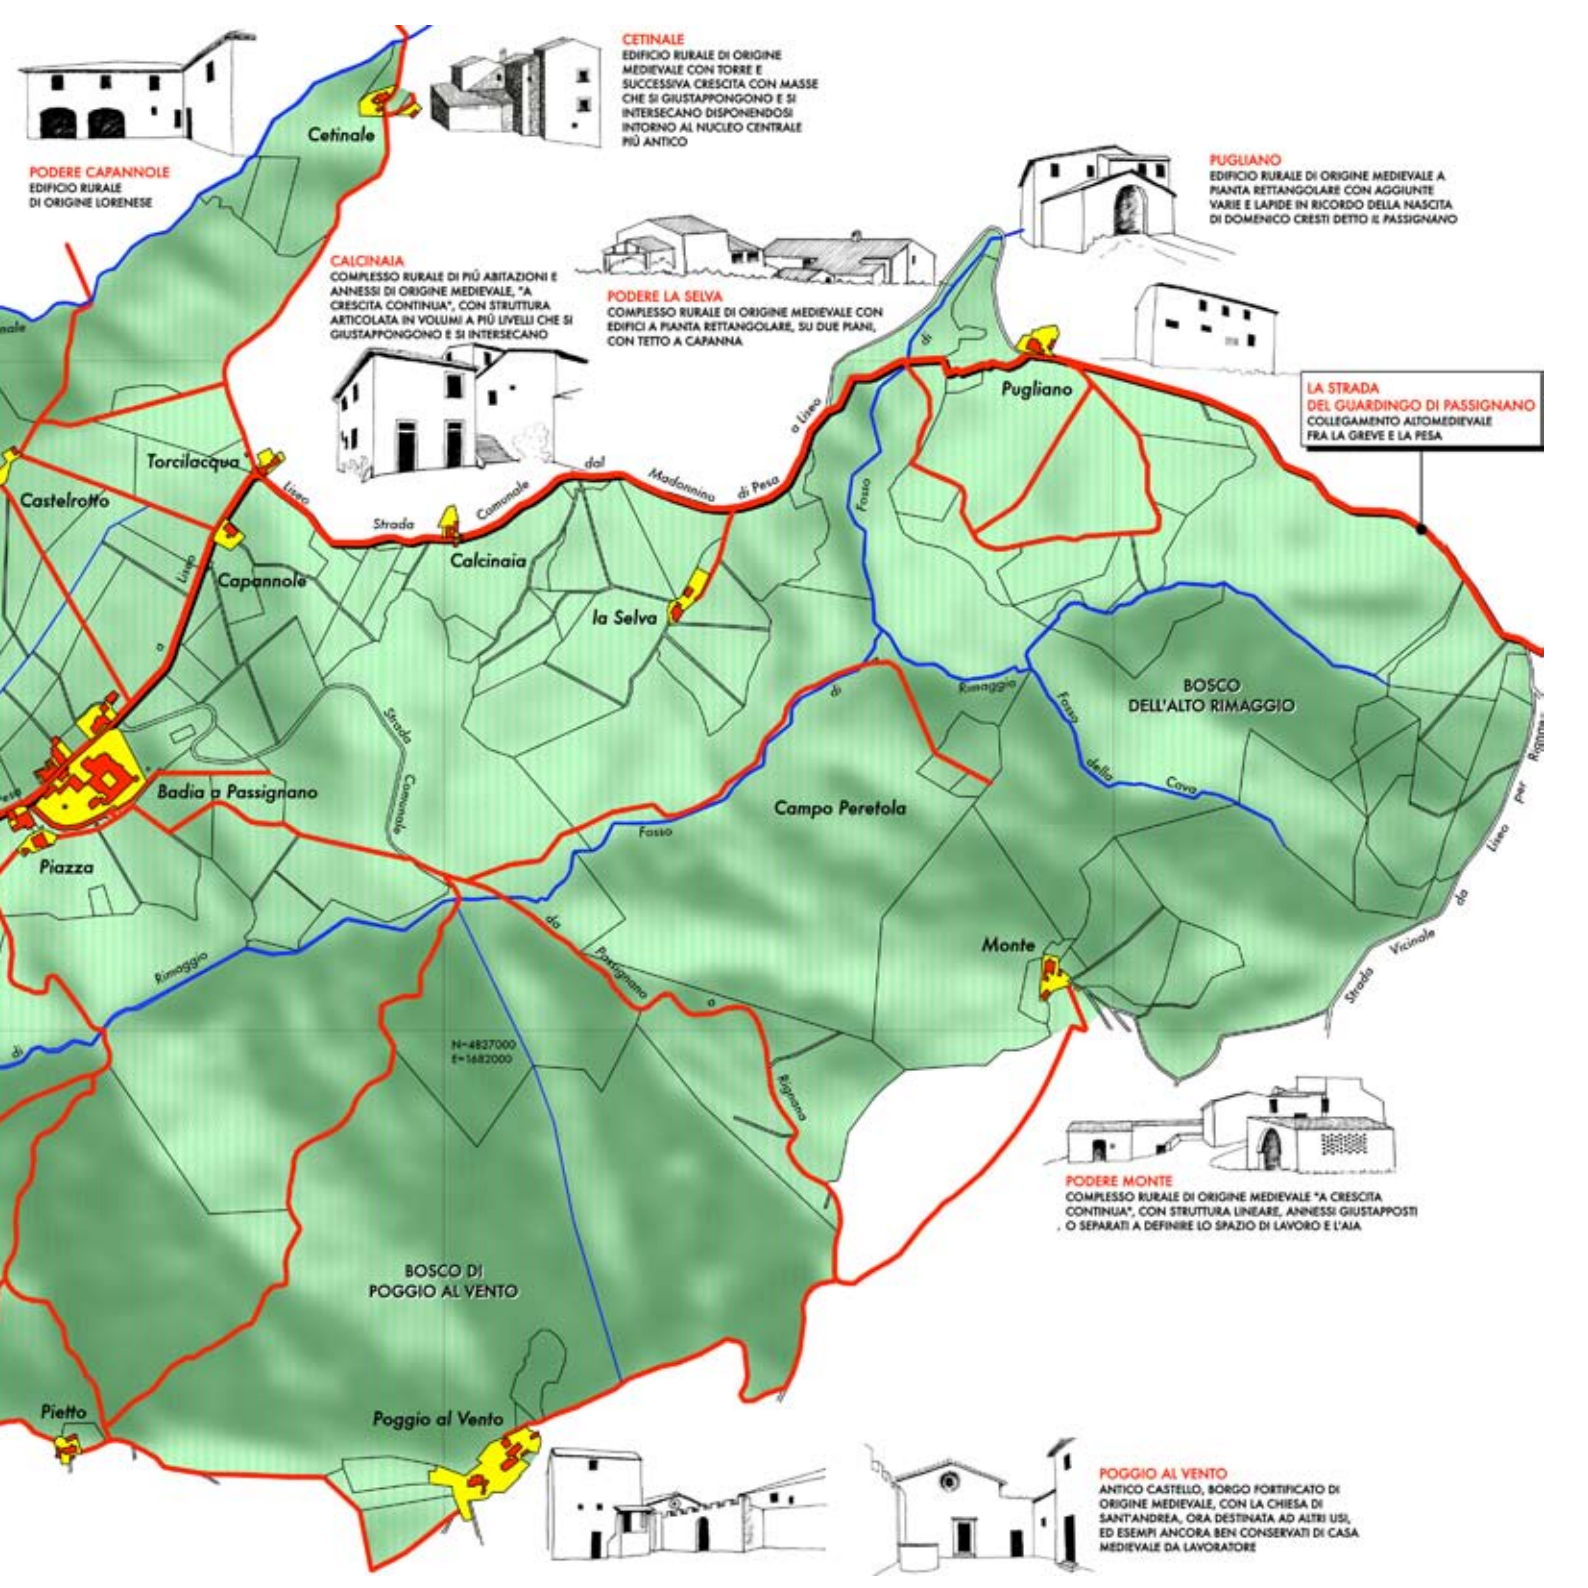 CETINALE
EDIFICIO RURALE DI ORIGINE
MEDIEVALE CON TORRE E
SUCCESSIVA CRESCITA CON MASSE
CHE SI GIUSTAPPONGONO E SI
INTERSECANO DISPONENDOSI
INTORNO AL NUCLEO CENTRALE
PIÙ ANTICO
Cetinale
PODERE CAPANNOLE
EDIFICIO RURALE
DI ORIGINE LORENESE
PUGLIANO
EDIFICIO RURALE DI ORIGINE MEDIEVALE A
PIANTA RETTANGOLARE CON AGGIUNTE
VARIE E LAPIDE IN RICORDO DELLA NASCITA
DI DOMENICO CRESTI DETTO IL PASSIGNANO
CALCINAIA
COMPLESSO RURALE DI PIÚ ABITAZIONI E
ANNESSI DI ORIGINE MEDIEVALE, "A
CRESCITA CONTINUA", CON STRUTTURA
ARTICOLATA IN VOLUMI A PIÚ LIVELLI CHE SI
GIUSTAPPONGONO E SI INTERSECANO
PODERE LA SELVA
COMPLESSO RURALE DI ORIGINE MEDIEVALE CON
EDIFICI A PIANTA RETTANGOLARE, SU DUE PIANI,
CON TETTO A CAPANNA
nale
di
Pugliano
LA STRADA
DEL GUARDINGO DI PASSIGNANO
COLLEGAMENTO ALTOMEDIEVALE
FRA LA GREVE E LA PESA
a Liseo
Torcilacqua
Castelrotto
Liseo
Strada
Comunale
dal
Madonnino
di Pesa
Fosso
Calcinaia
Liseo
Capannole
la Selva
a
di
Rimaggio
Fosso
della
Cava
BOSCO
DELL'ALTO RIMAGGIO
Strada
Comunale
Badia a Passignano
Campo Peretola
Fosso
Piazza
per
Liseo
da
Vicinale
Strada
da
Passignano
a
Rignana
Monte
Rimaggio
di
N=4827000
E=1682000
PODERE MONTE
COMPLESSO RURALE DI ORIGINE MEDIEVALE "A CRESCITA
CONTINUA", CON STRUTTURA LINEARE, ANNESSI GIUSTAPPOSTI
O SEPARATI A DEFINIRE LO SPAZIO DI LAVORO E L'AIA
BOSCO DI
POGGIO AL VENTO
Pietto
Poggio al Vento
POGGIO AL VENTO
ANTICO CASTELLO, BORGO FORTIFICATO DI
ORIGINE MEDIEVALE, CON LA CHIESA DI
SANT'ANDREA, ORA DESTINATA AD ALTRI USI,
ED ESEMPI ANCORA BEN CONSERVATI DI CASA
MEDIEVALE DA LAVORATORE